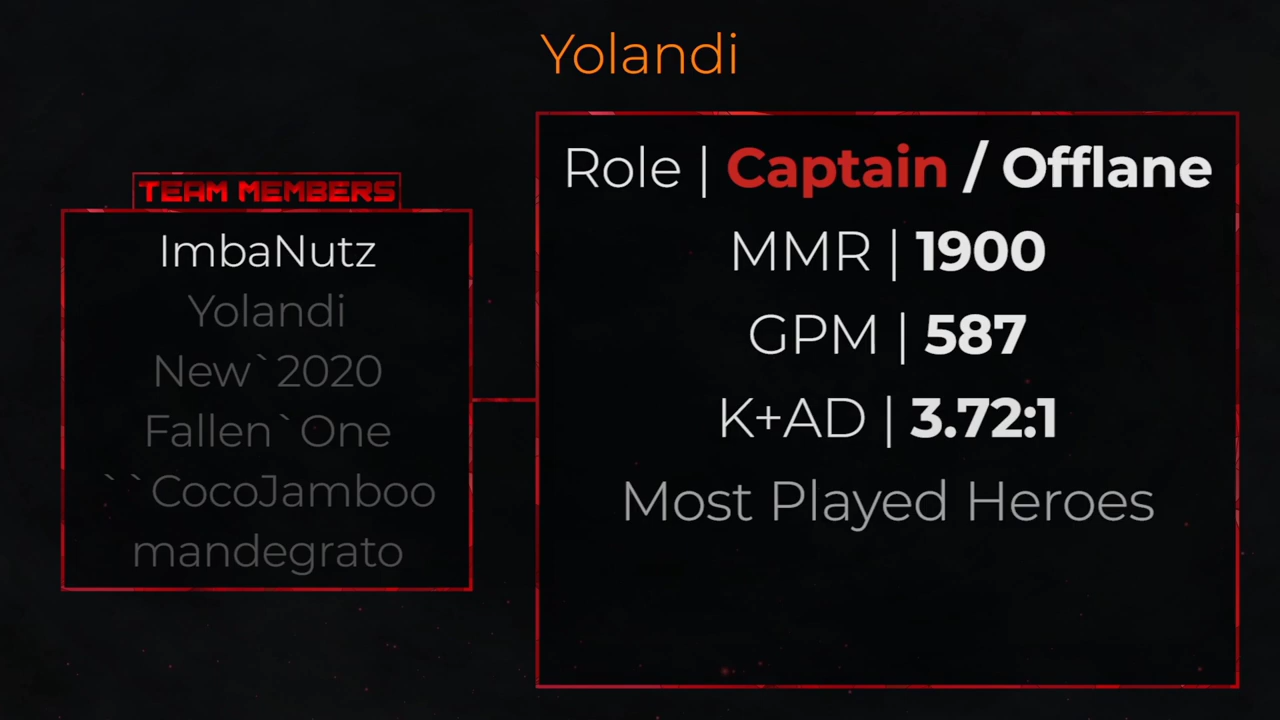 Yolandi
TEAM MEMBERS
ImbaNutz
Yolandi
New`2020
Fallen`One
``CocoJamboo
mandegrato
Role | Captain / Offlane
MMR | 1900
GPM | 587
K+AD | 3.72:1
Most Played Heroes